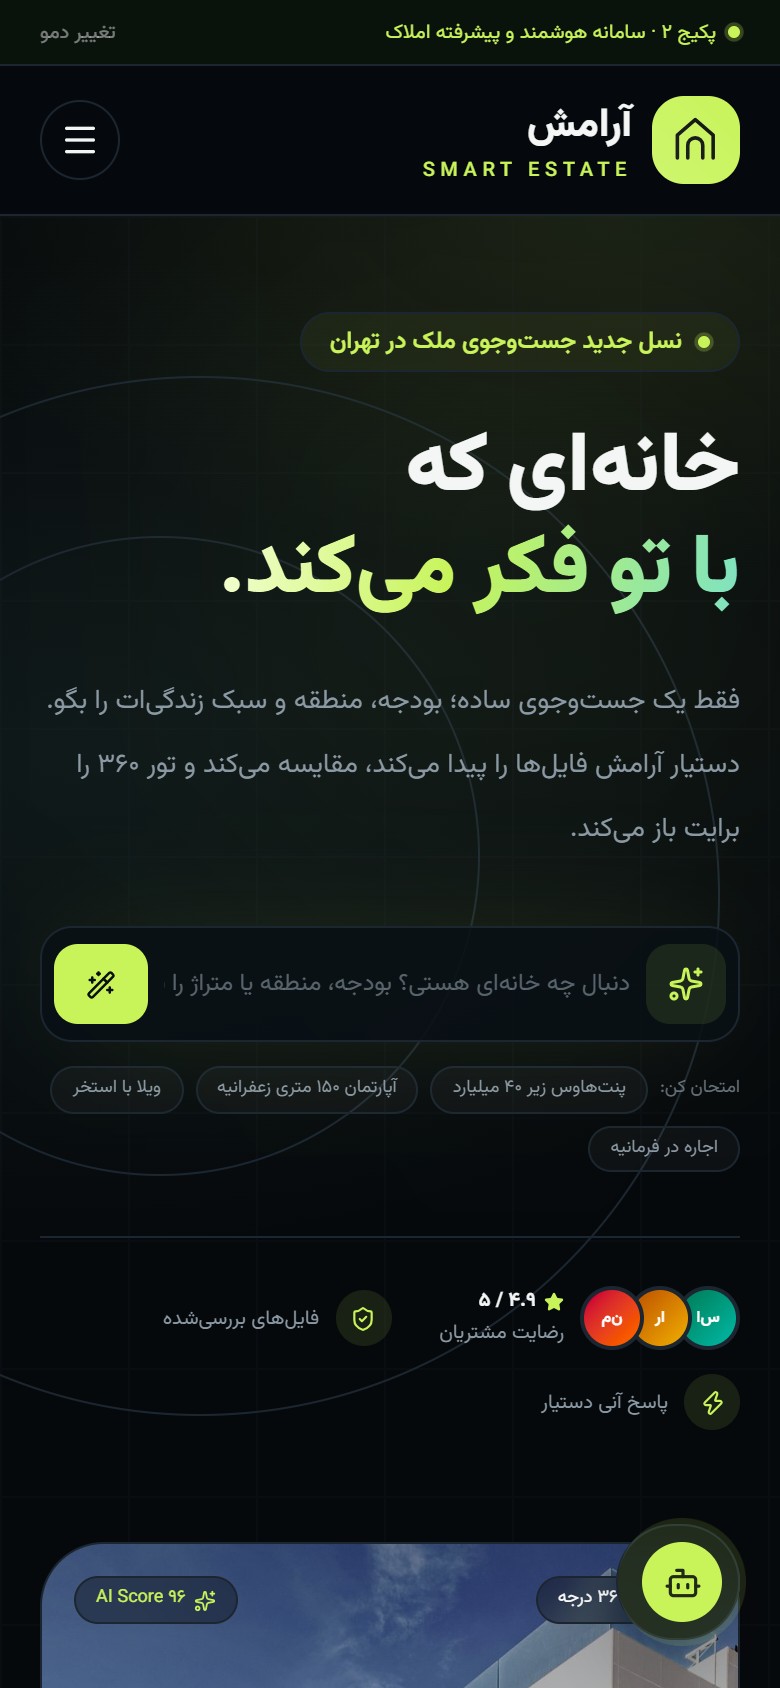 پکیج ۲ · سامانه هوشمند و پیشرفته املاک
تغییر دمو
آرامش
SMART ESTATE
نسل جدید جست‌وجوی ملک در تهران
خانه‌ای که
با تو فکر می‌کند.
فقط یک جست‌وجوی ساده؛ بودجه، منطقه و سبک زندگی‌ات را بگو.
دستیار آرامش فایل‌ها را پیدا می‌کند، مقایسه می‌کند و تور ۳۶۰ را
برایت باز می‌کند.
دنبال چه خانه‌ای هستی؟ بودجه، منطقه یا متراژ را
امتحان کن:
پنت‌هاوس زیر ۴۰ میلیارد
آپارتمان ۱۵۰ متری زعفرانیه
ویلا با استخر
اجاره در فرمانیه
سا
ار
نم
۴.۹ / ۵
رضایت مشتریان
فایل‌های بررسی‌شده
پاسخ آنی دستیار
درجه
AI Score ۹۶